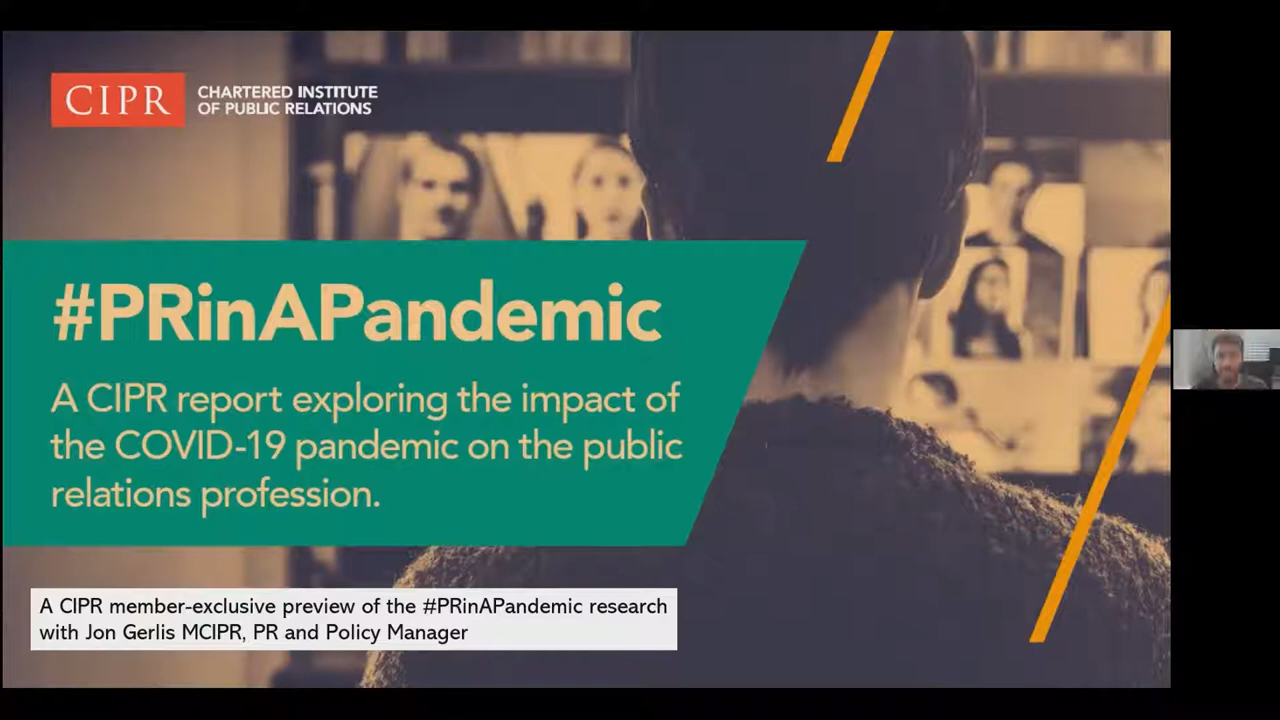 CIPR
CHARTERED INSTITUTE
OF PUBLIC RELATIONS
#PRinAPandemic
A CIPR report exploring the impact of
the COVID-19 pandemic on the public
relations profession.
A CIPR member-exclusive preview of the #PRinAPandemic research
with Jon Gerlis MCIPR, PR and Policy Manager